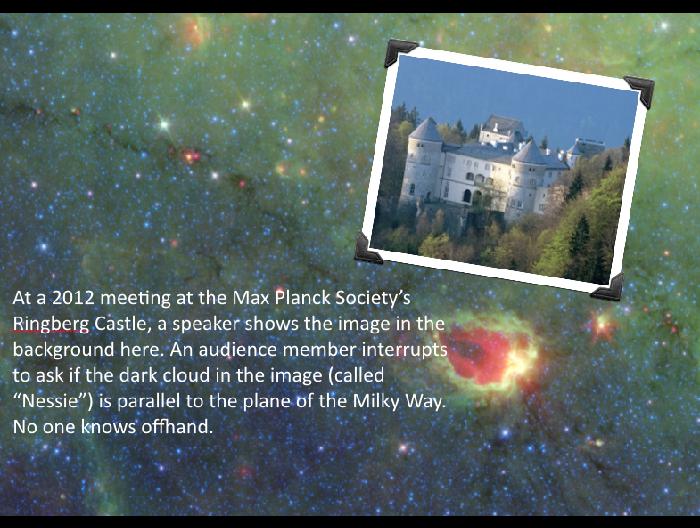 At a 2012 meeting at the Max Planck Society’s
Ringberg Castle, a speaker shows the image in the
background here. An audience member interrupts
to ask if the dark cloud in the image (called
“Nessie”) is parallel to the plane of the Milky Way.
No one knows offhand.